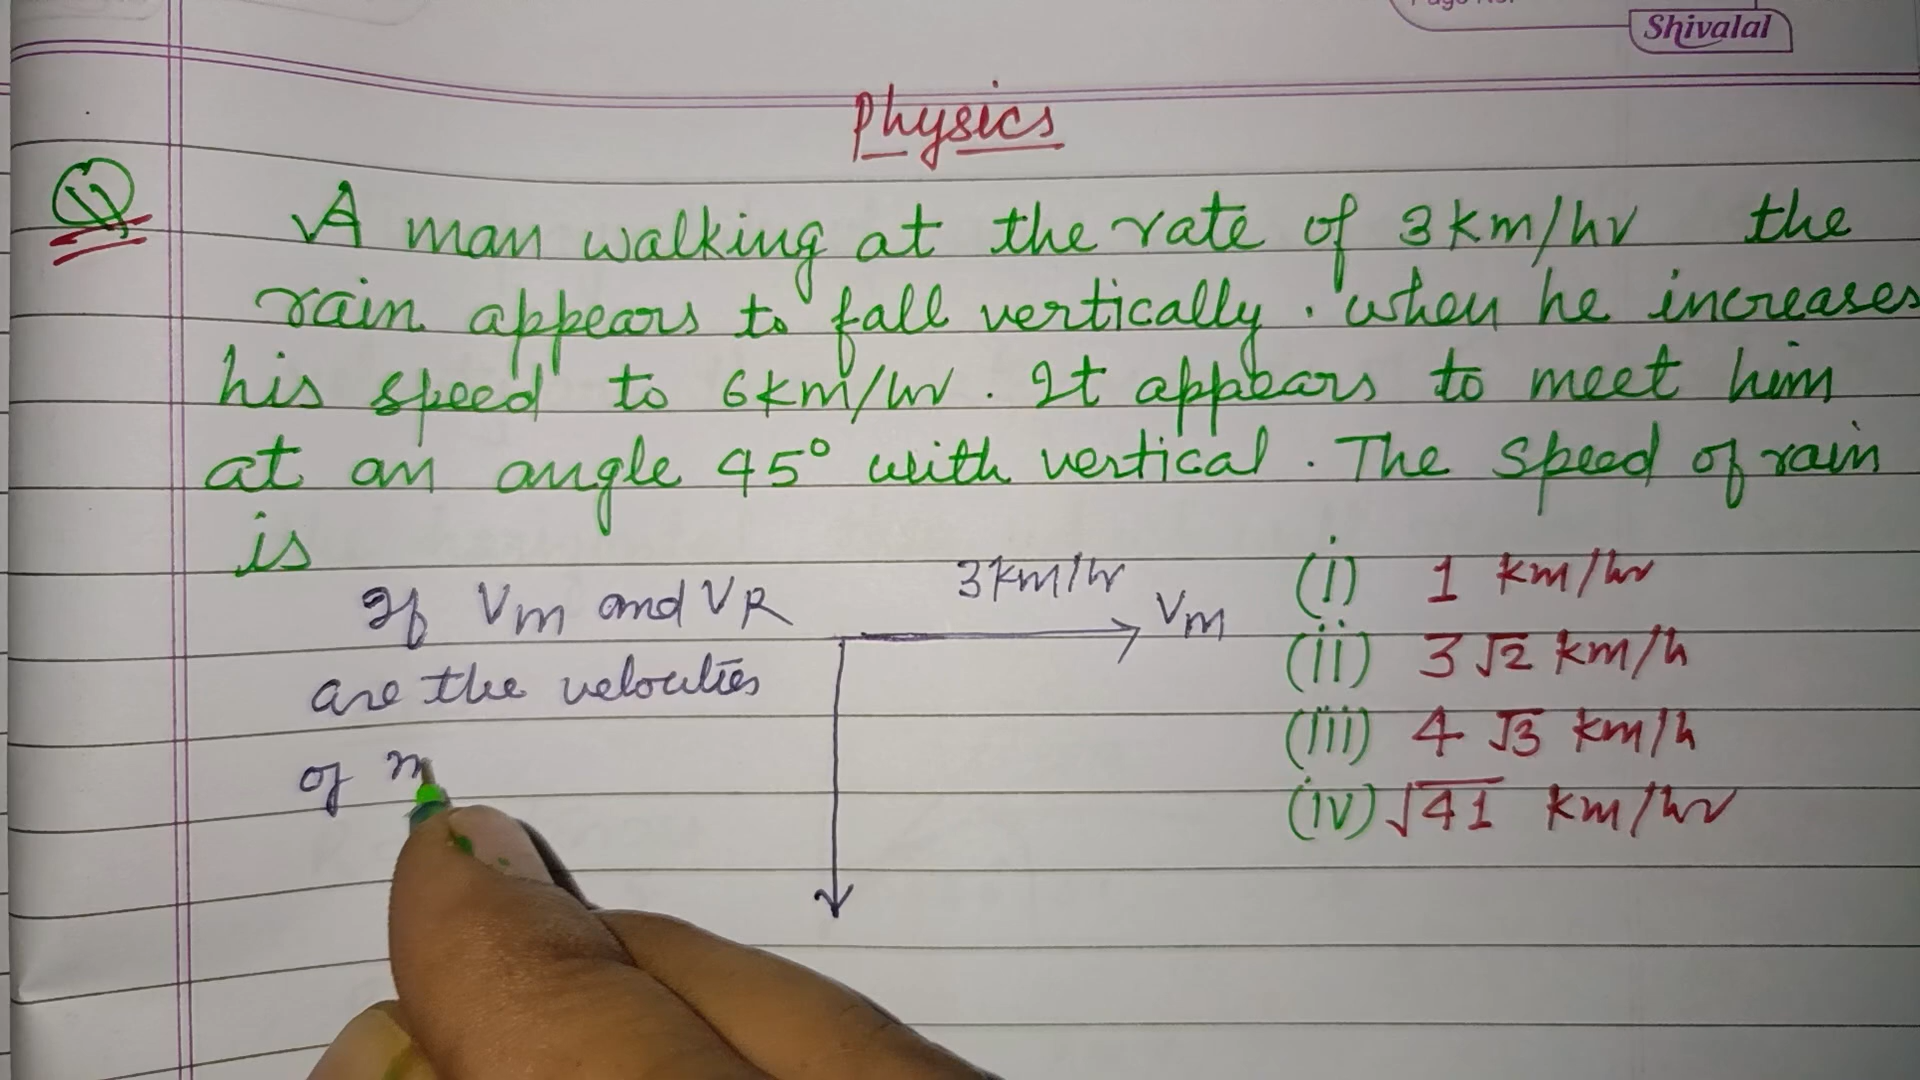 Shivalal
Physics
Q A man walking at the rate of 3km/hr the
rain appears to fall vertically. when he increases
his speed to 6km/hr. It appears to meet him
at an angle 45° with vertical. The speed of rain
is
3km/hr
If Vm and VR
Vm
are the velocities
of m
(i) 1 km/hr
(ii) 3√2 km/h
(iii) 4√3 km/h
(iv) √41 km/hr